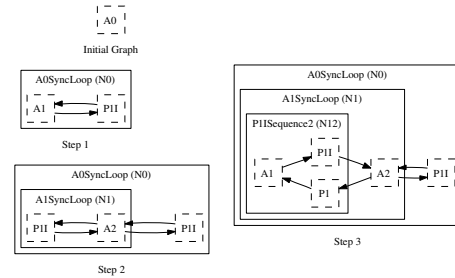 A0
Initial Graph
A0SyncLoop (N0)
A1
P1I
Step 1
A0SyncLoop (N0)
A1SyncLoop (N1)
P1I
A2
P1I
Step 2
A0SyncLoop (N0)
A1SyncLoop (N1)
P1ISequence2 (N12)
P1I
A1
A2
P1I
P1
Step 3